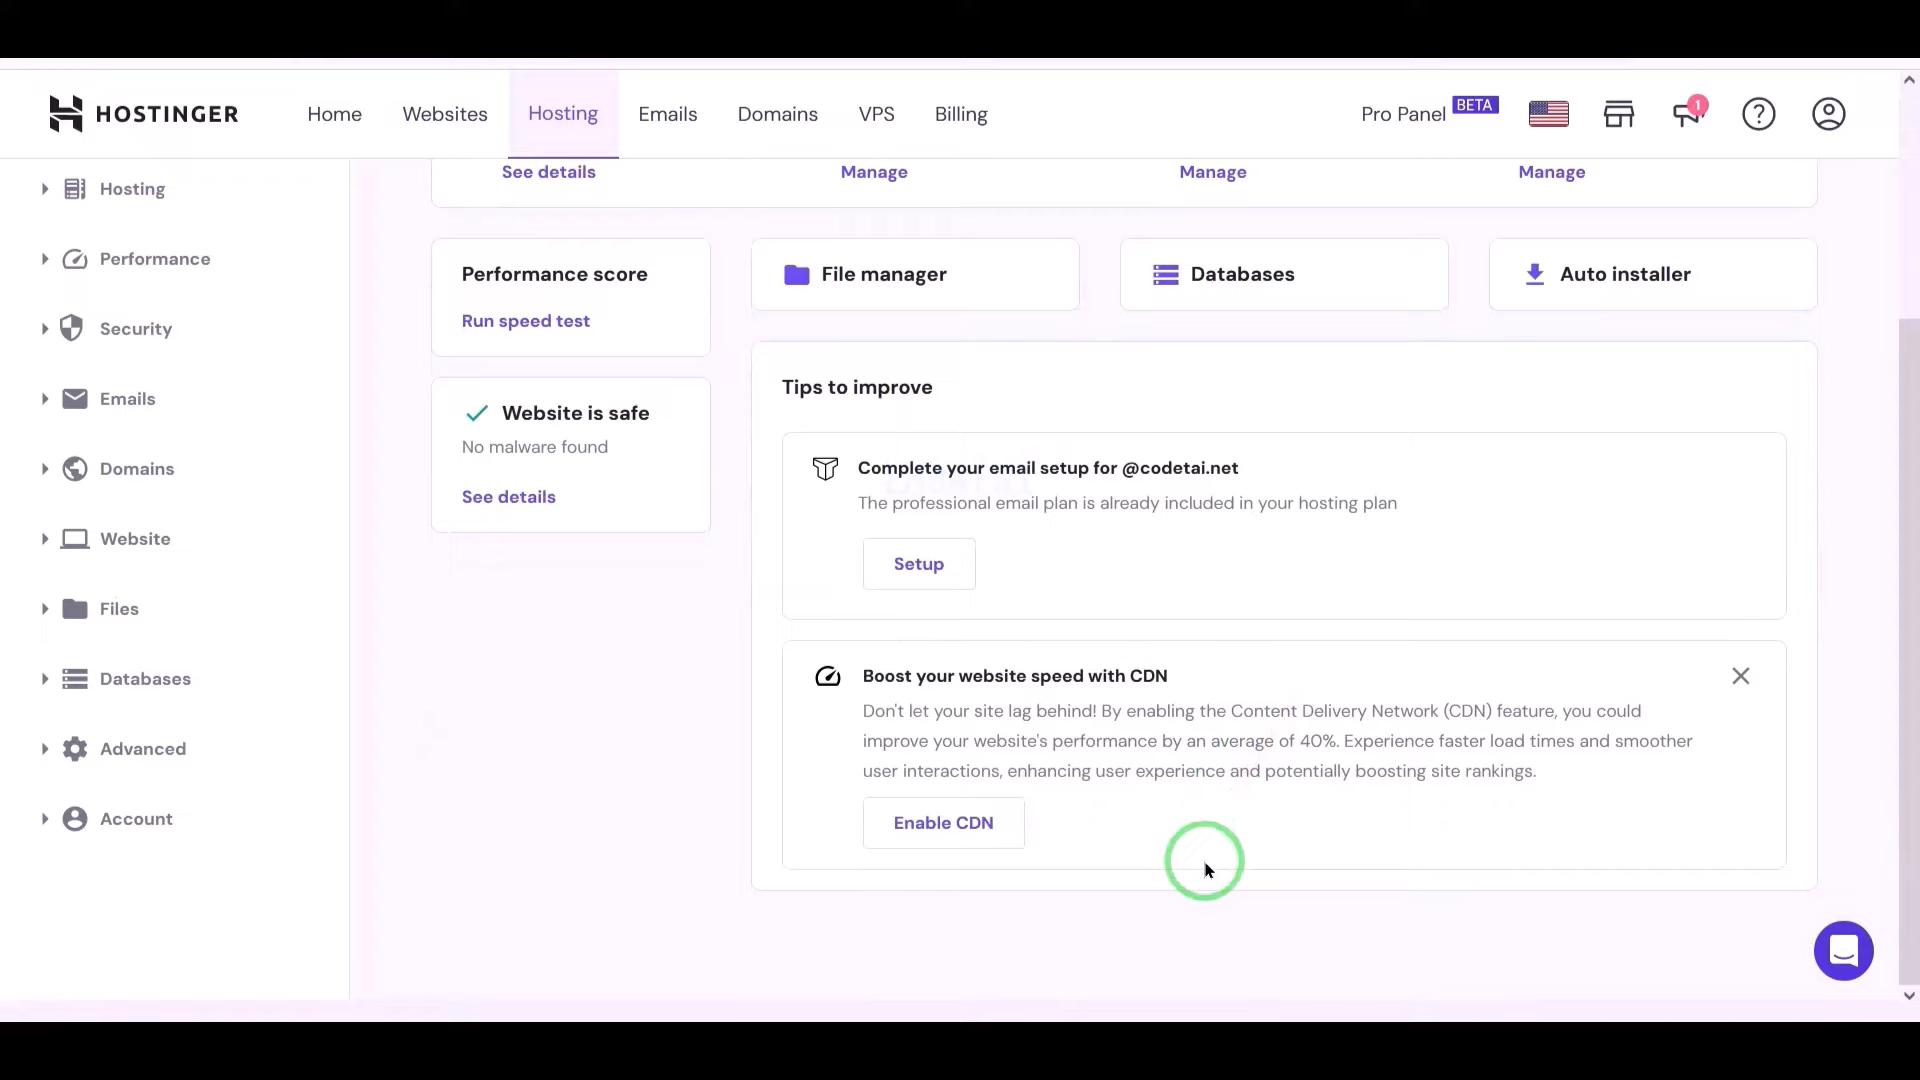 HOSTINGER
Home
Websites
Hosting
Emails
Domains
VPS
Billing
Pro Panel BETA
1
Hosting
Performance
Security
Emails
Domains
Website
Files
Databases
Advanced
Account
See details
Manage
Manage
Manage
Performance score
Run speed test
File manager
Databases
Auto installer
Website is safe
No malware found
See details
Tips to improve
Complete your email setup for @codetai.net
The professional email plan is already included in your hosting plan
Setup
Boost your website speed with CDN
Don't let your site lag behind! By enabling the Content Delivery Network (CDN) feature, you could
improve your website's performance by an average of 40%. Experience faster load times and smoother
user interactions, enhancing user experience and potentially boosting site rankings.
Enable CDN